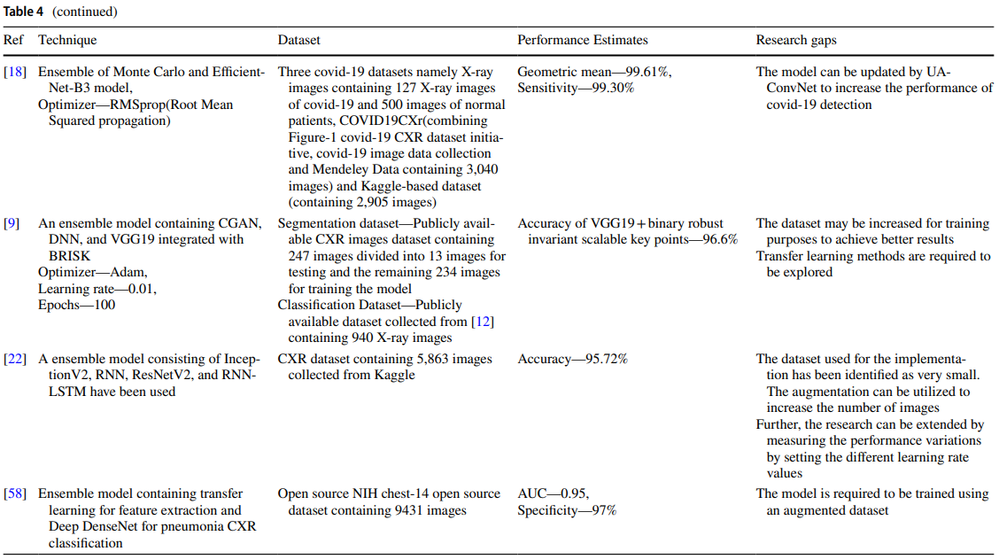 Table 4 (continued)
Ref Technique Dataset Performance Estimates Research gaps
[18] Ensemble of Monte Carlo and Efficient-
Net-B3 model,
Optimizer—RMSprop(Root Mean
Squared propagation)
Three covid-19 datasets namely X-ray
images containing 127 X-ray images
of covid-19 and 500 images of normal
patients, COVID19CXr(combining
Figure-1 covid-19 CXR dataset initia-
tive, covid-19 image data collection
and Mendeley Data containing 3,040
images) and Kaggle-based dataset
(containing 2,905 images)
Geometric mean—99.61%,
Sensitivity—99.30%
The model can be updated by UA-
ConvNet to increase the performance of
covid-19 detection
[9] An ensemble model containing CGAN,
DNN, and VGG19 integrated with
BRISK
Optimizer—Adam,
Learning rate—0.01,
Epochs—100
Segmentation dataset—Publicly avail-
able CXR images dataset containing
247 images divided into 13 images for
testing and the remaining 234 images
for training the model
Classification Dataset—Publicly
available dataset collected from [12]
containing 940 X-ray images
Accuracy of VGG19 + binary robust
invariant scalable key points—96.6%
The dataset may be increased for training
purposes to achieve better results
Transfer learning methods are required to
be explored
[22] A ensemble model consisting of Incep-
tionV2, RNN, ResNetV2, and RNN-
LSTM have been used
CXR dataset containing 5,863 images
collected from Kaggle
Accuracy—95.72%
The dataset used for the implementa-
tion has been identified as very small.
The augmentation can be utilized to
increase the number of images
Further, the research can be extended by
measuring the performance variations
by setting the different learning rate
values
[58] Ensemble model containing transfer
learning for feature extraction and
Deep DenseNet for pneumonia CXR
classification
Open source NIH chest-14 open source
dataset containing 9431 images
AUC—0.95,
Specificity—97%
The model is required to be trained using
an augmented dataset